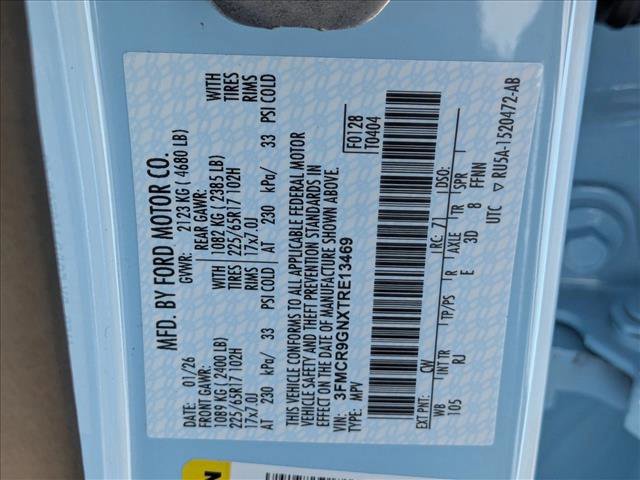 MFD. BY FORD MOTOR CO.
DATE: 01/26
GVWR: 2123 KG ( 4680 LB)
FRONT GAWR: REAR GAWR:
1089 KG ( 2400 LB) WITH 1082 KG ( 2385 LB) WITH
225/65R17 102H TIRES 225/65R17 102H TIRES
17x7.0J RIMS 17x7.0J RIMS
AT 230 kPa/ 33 PSI COLD AT 230 kPa/ 33 PSI COLD
THIS VEHICLE CONFORMS TO ALL APPLICABLE FEDERAL MOTOR
VEHICLE SAFETY AND THEFT PREVENTION STANDARDS IN
EFFECT ON THE DATE OF MANUFACTURE SHOWN ABOVE.
VIN: 3FMCR9GNXTRE13469 F0128
TYPE: MPV T0404
EXT PNT: CW RC: 71 DSO:
WB INT TR TP/PS R AXLE TR SPR
105 RJ E 3D 8 FFNN
UTC ▽ RU5A-1520472-AB